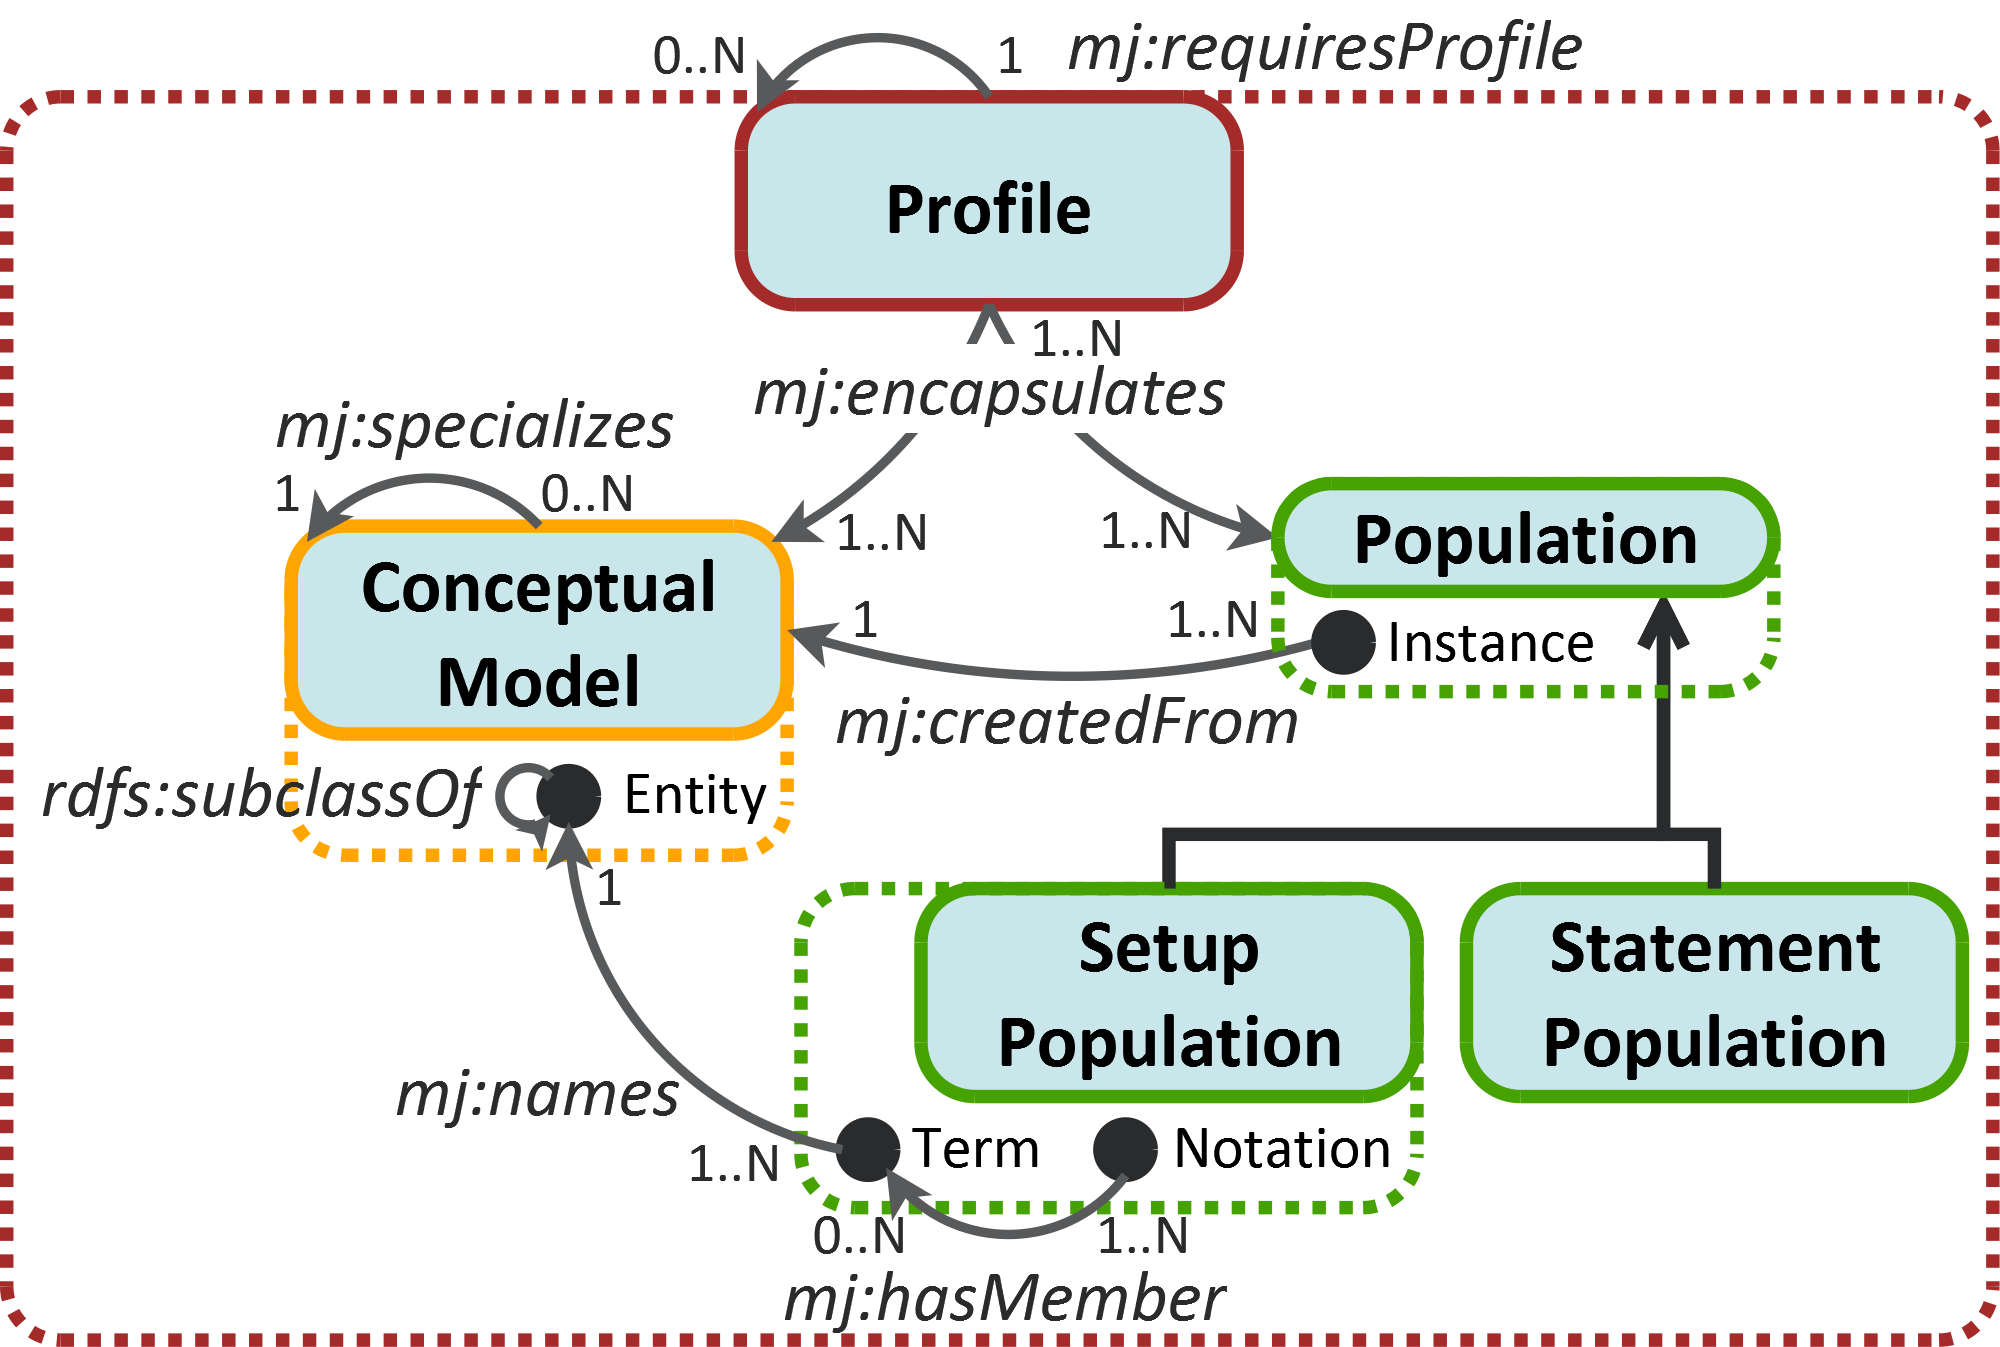 0..N
1
mj:requiresProfile
Profile
1..N
mj:encapsulates
mj:specializes
1
0..N
1..N
1..N
Population
Conceptual
Model
1
1..N
Instance
mj:createdFrom
rdfs:subclassOf
Entity
1
Setup
Population
Statement
Population
mj:names
1..N
Term
Notation
0..N
1..N
mj:hasMember